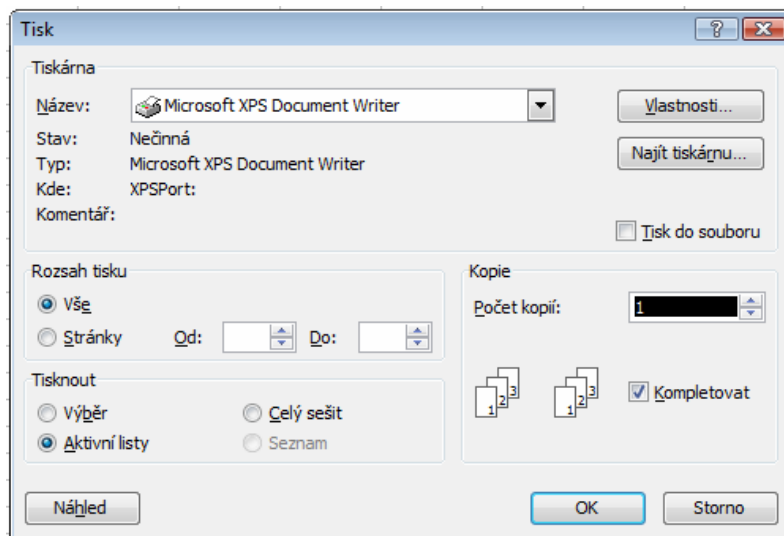 Tisk
Tiskárna
Název: Microsoft XPS Document Writer Vlastnosti...
Stav: Nečinná
Typ: Microsoft XPS Document Writer Najít tiskárnu...
Kde: XPSPort:
Komentář:
Tisk do souboru
Rozsah tisku
Vše
Stránky Od: Do:
Kopie
Počet kopií: 1
1 2 3 1 2 3 Kompletovat
Tisknout
Výběr Celý sešit
Aktivní listy Seznam
Náhled OK Storno